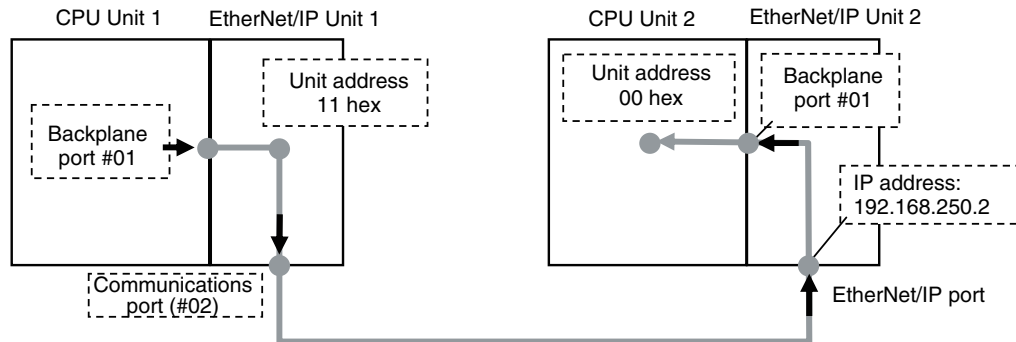 CPU Unit 1
EtherNet/IP Unit 1
CPU Unit 2
EtherNet/IP Unit 2
Unit address
11 hex
Backplane
port #01
Communications
port (#02)
Unit address
00 hex
Backplane
port #01
IP address:
192.168.250.2
EtherNet/IP port